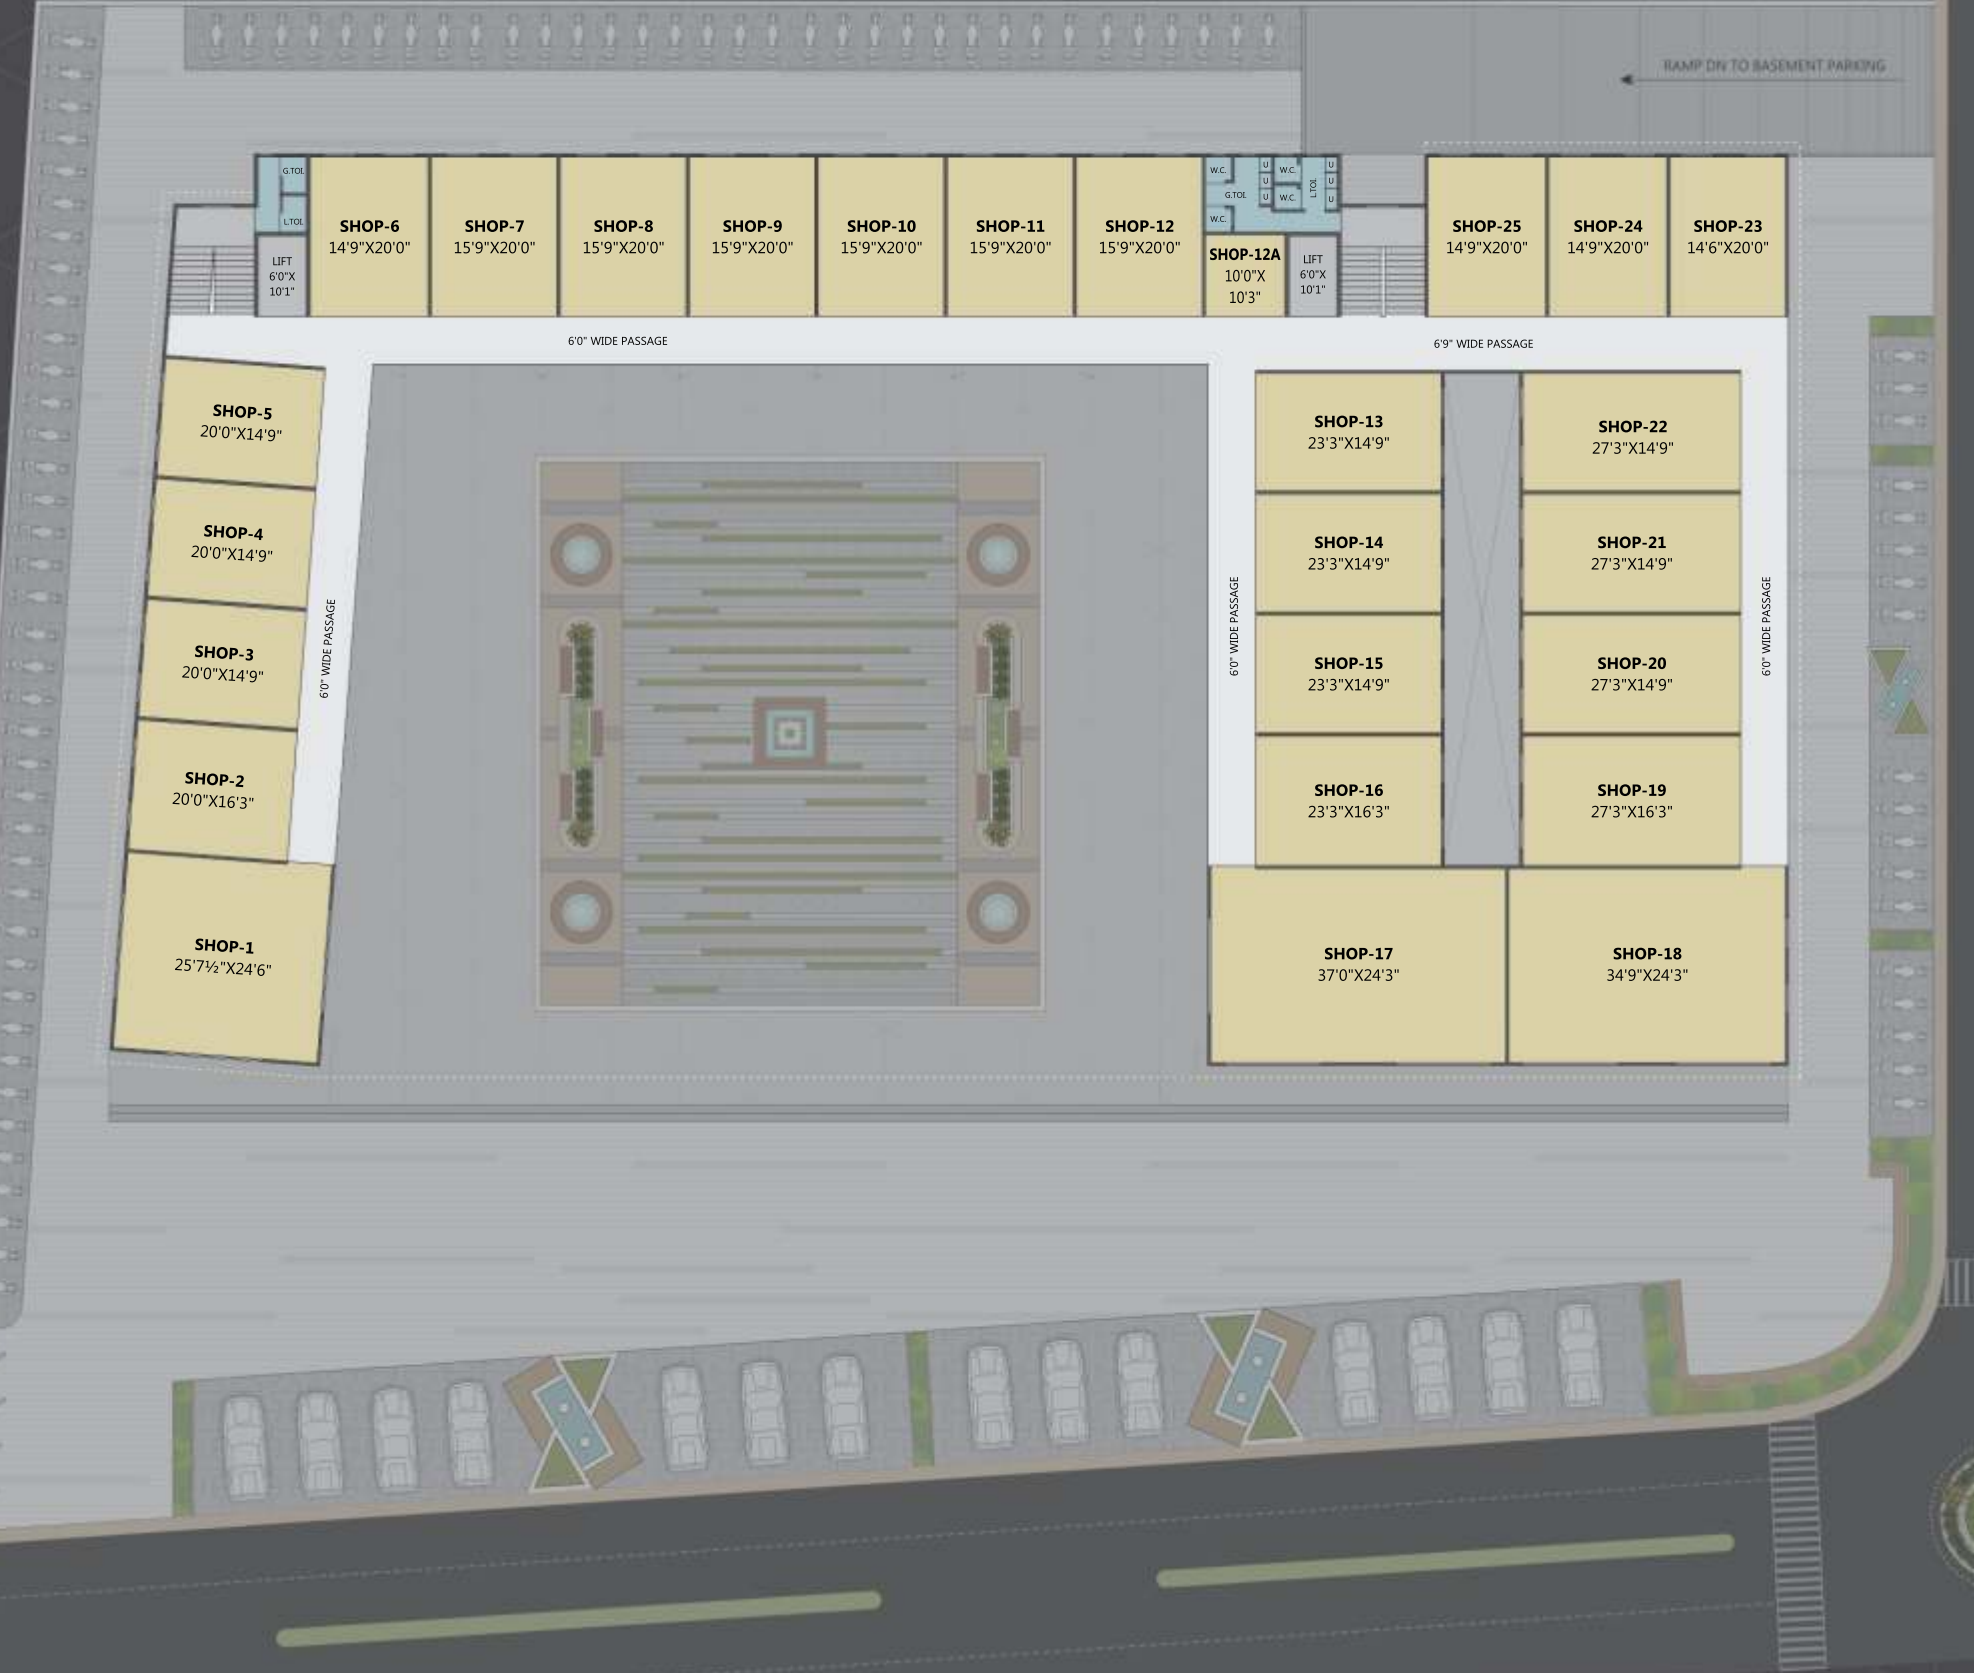 RAMP DN TO BASEMENT PARKING
G.TOI.
L.TOI.
LIFT
6'0"X
10'1"
SHOP-6
14'9"X20'0"
SHOP-7
15'9"X20'0"
SHOP-8
15'9"X20'0"
SHOP-9
15'9"X20'0"
SHOP-10
15'9"X20'0"
SHOP-11
15'9"X20'0"
SHOP-12
15'9"X20'0"
W.C.
G.TOI.
W.C.
U
U
U
W.C.
W.C.
L.TOI.
U
U
U
SHOP-12A
10'0"X
10'3"
LIFT
6'0"X
10'1"
SHOP-25
14'9"X20'0"
SHOP-24
14'9"X20'0"
SHOP-23
14'6"X20'0"
6'0" WIDE PASSAGE
6'9" WIDE PASSAGE
SHOP-5
20'0"X14'9"
SHOP-4
20'0"X14'9"
SHOP-3
20'0"X14'9"
SHOP-2
20'0"X16'3"
SHOP-1
25'7½"X24'6"
6'0" WIDE PASSAGE
6'0" WIDE PASSAGE
SHOP-13
23'3"X14'9"
SHOP-14
23'3"X14'9"
SHOP-15
23'3"X14'9"
SHOP-16
23'3"X16'3"
SHOP-22
27'3"X14'9"
SHOP-21
27'3"X14'9"
SHOP-20
27'3"X14'9"
SHOP-19
27'3"X16'3"
6'0" WIDE PASSAGE
SHOP-17
37'0"X24'3"
SHOP-18
34'9"X24'3"